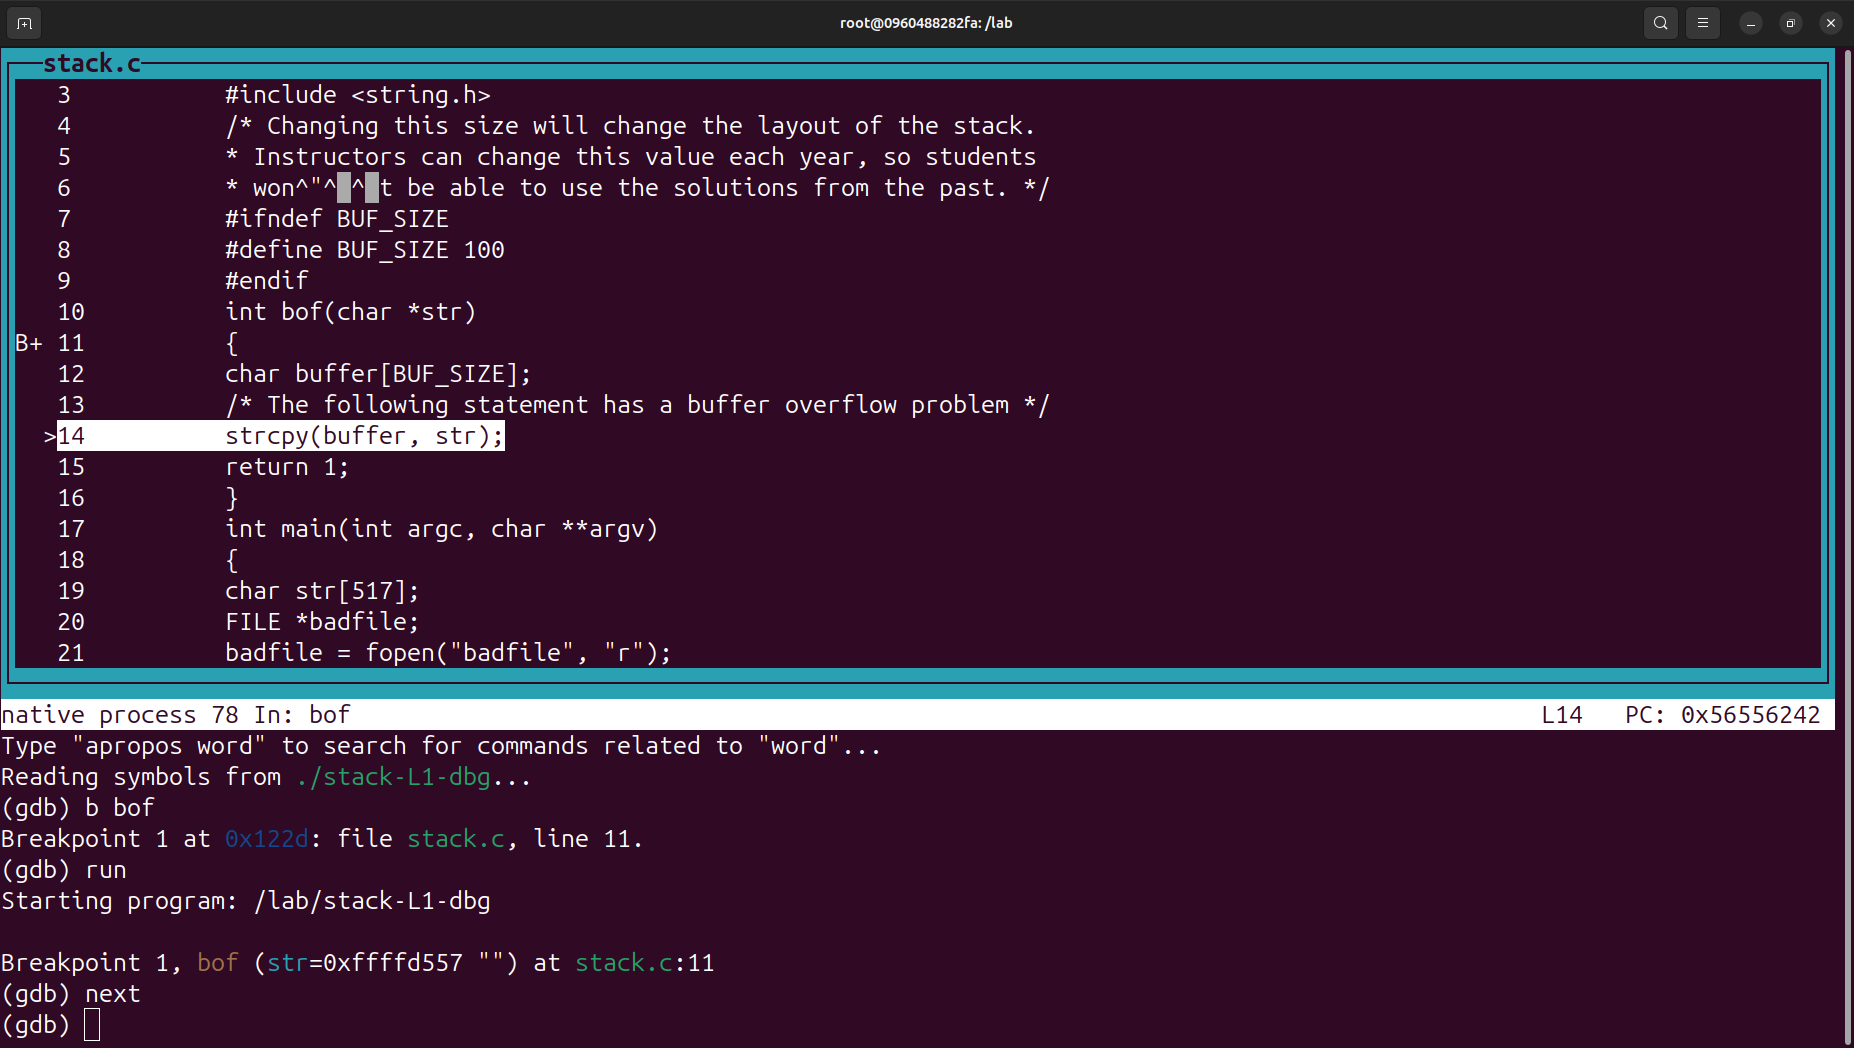 root@0960488282fa: /lab
stack.c
3 #include <string.h>
4 /* Changing this size will change the layout of the stack.
5 * Instructors can change this value each year, so students
6 * won^"^ ^ t be able to use the solutions from the past. */
7 #ifndef BUF_SIZE
8 #define BUF_SIZE 100
9 #endif
10 int bof(char *str)
B+ 11 {
12 char buffer[BUF_SIZE];
13 /* The following statement has a buffer overflow problem */
>14 strcpy(buffer, str);
15 return 1;
16 }
17 int main(int argc, char **argv)
18 {
19 char str[517];
20 FILE *badfile;
21 badfile = fopen("badfile", "r");
native process 78 In: bof L14 PC: 0x56556242
Type "apropos word" to search for commands related to "word"...
Reading symbols from ./stack-L1-dbg...
(gdb) b bof
Breakpoint 1 at 0x122d: file stack.c, line 11.
(gdb) run
Starting program: /lab/stack-L1-dbg
Breakpoint 1, bof (str=0xffffd557 "") at stack.c:11
(gdb) next
(gdb)